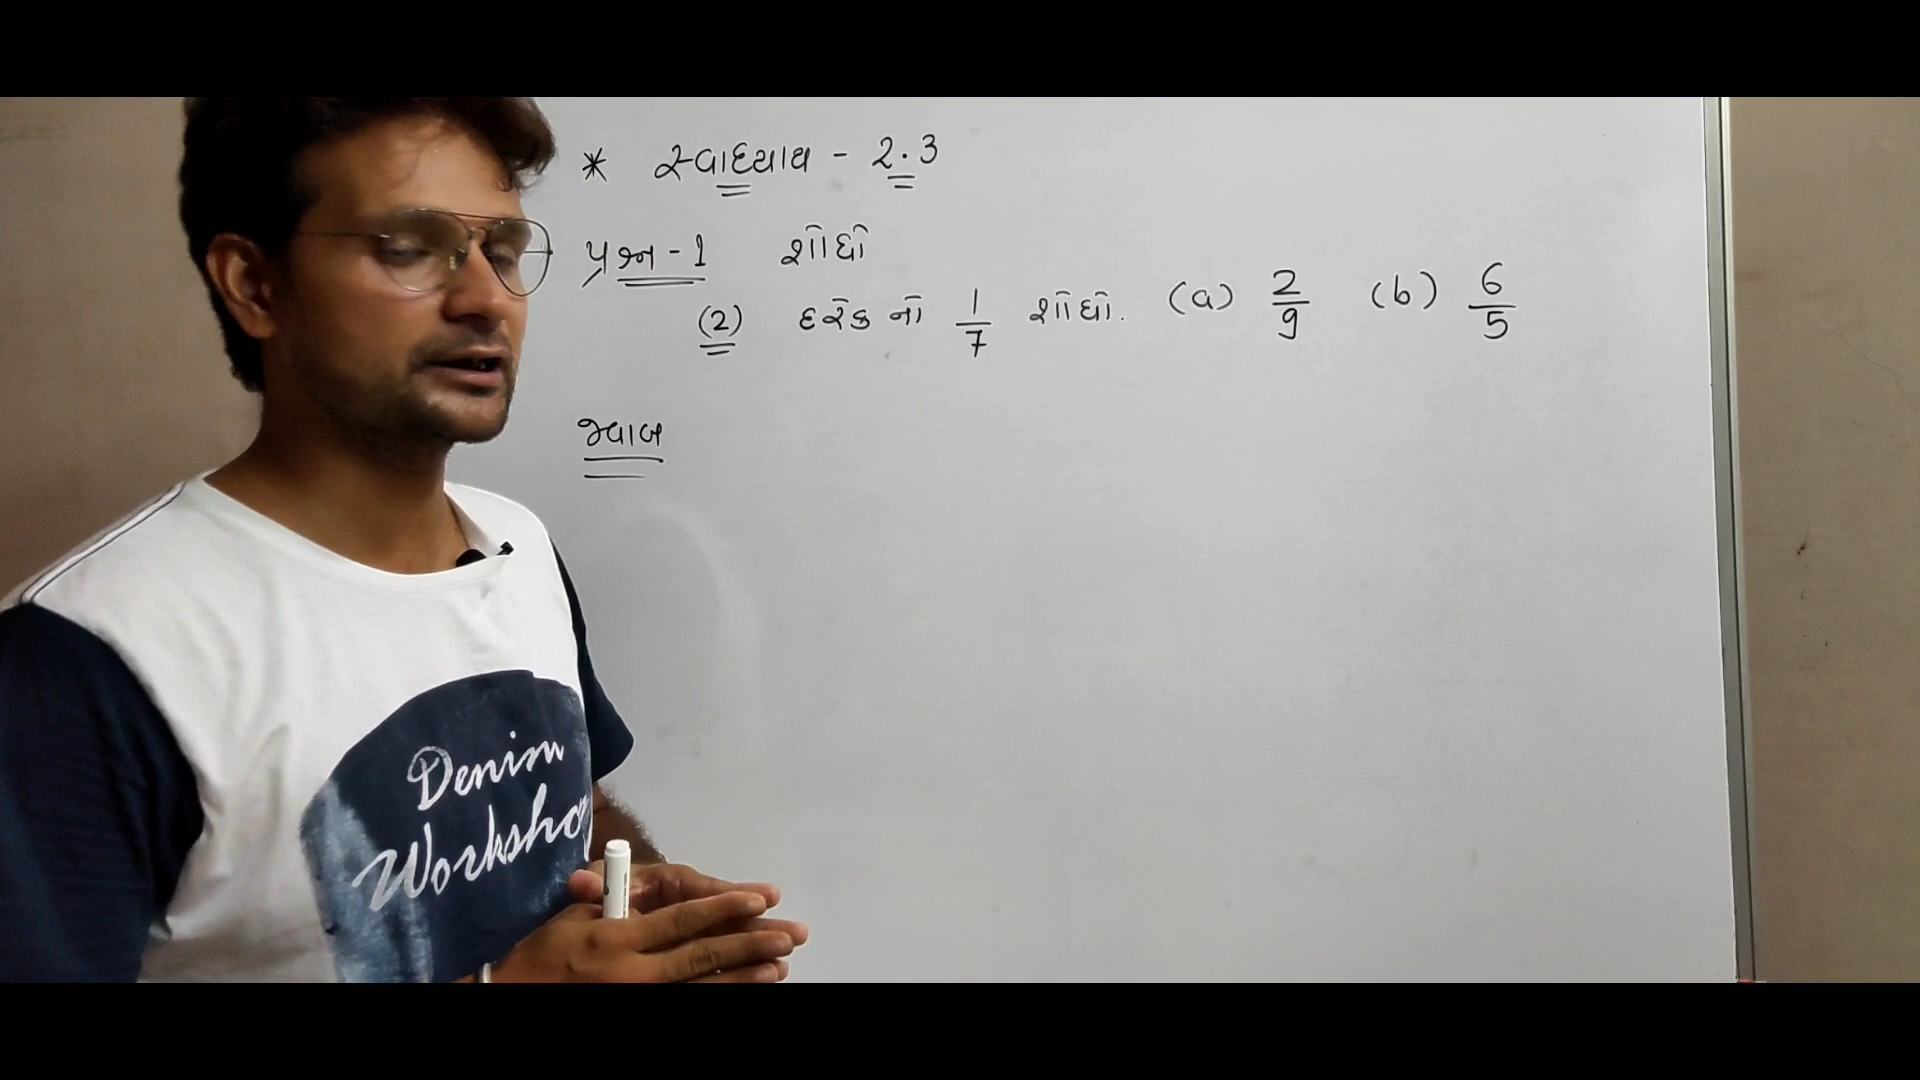 * સ્વાધ્યાય - 2.3
પ્રશ્ન - 1 શોધો
(2) દરેક નો 1/7 શોધો. (a) 2/9 (b) 6/5
જવાબ
Denim
Workshop